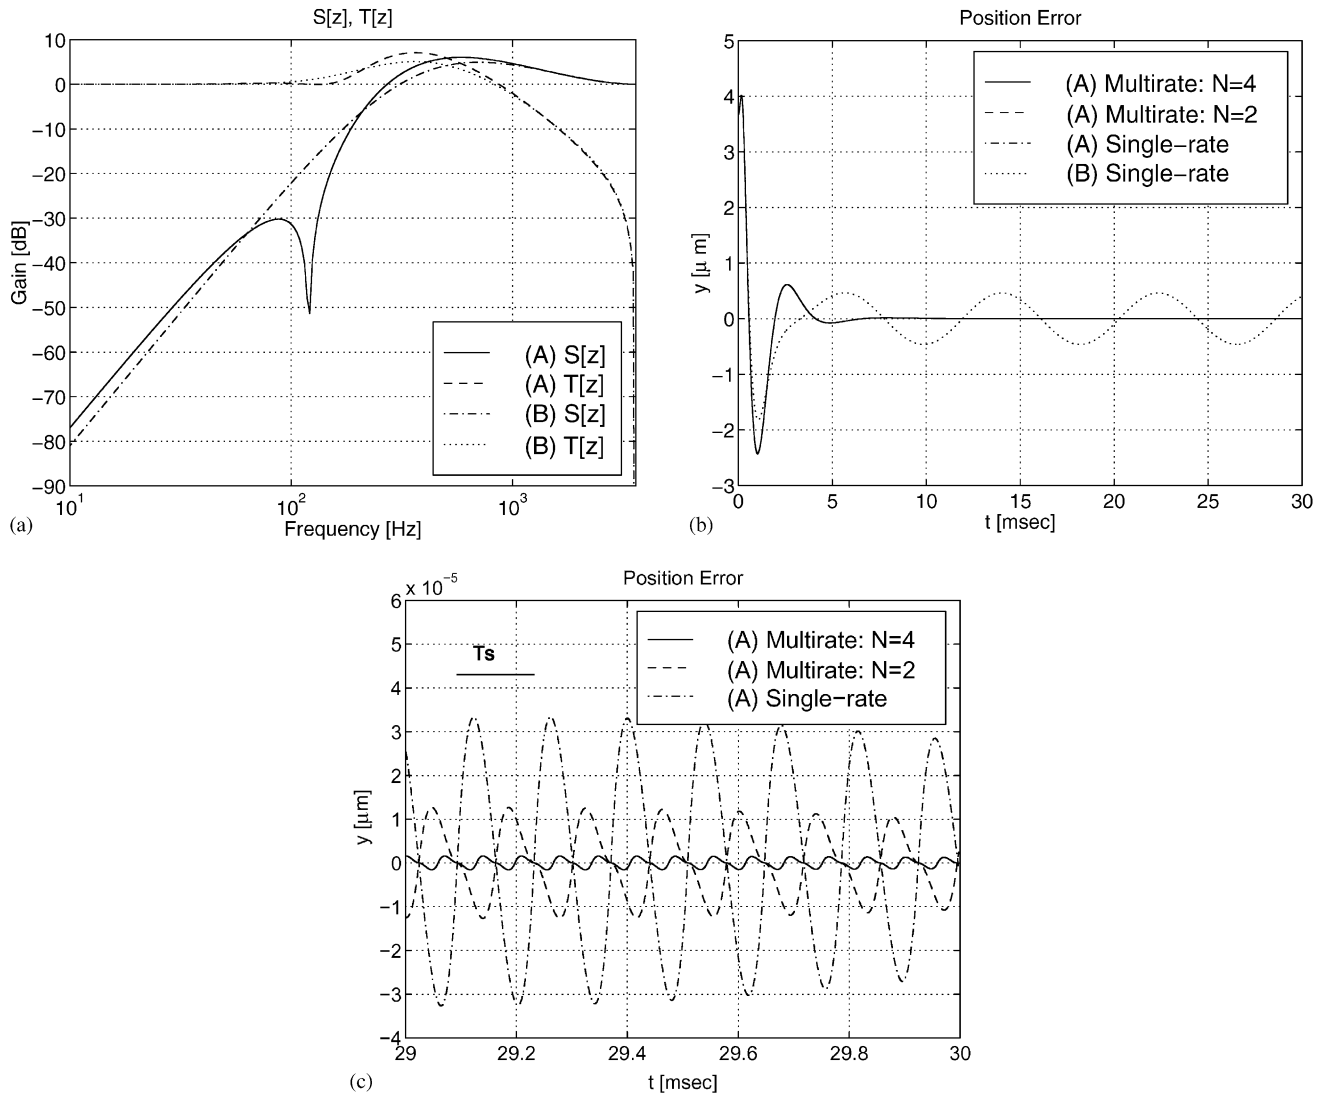 S[z], T[z]
10
0
−10
−20
−30
−40
−50
−60
−70
−80
−90
Gain [dB]
(A) S[z]
(A) T[z]
(B) S[z]
(B) T[z]
10^1
10^2
10^3
Frequency [Hz]
(a)
Position Error
5
4
3
2
1
0
−1
−2
−3
y [μ m]
(A) Multirate: N=4
(A) Multirate: N=2
(A) Single−rate
(B) Single−rate
0 5 10 15 20 25 30
t [msec]
(b)
Position Error
x 10^−5
6
5
4
3
2
1
0
−1
−2
−3
−4
y [μm]
Ts
(A) Multirate: N=4
(A) Multirate: N=2
(A) Single−rate
29 29.2 29.4 29.6 29.8 30
t [msec]
(c)